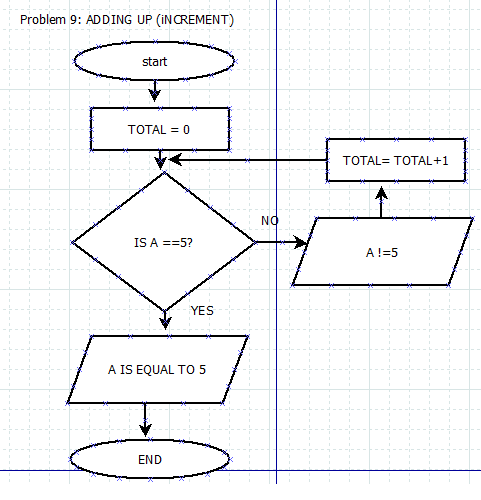 Problem 9: ADDING UP (iNCREMENT)
start
TOTAL = 0
TOTAL= TOTAL+1
IS A ==5?
NO
A !=5
YES
A IS EQUAL TO 5
END